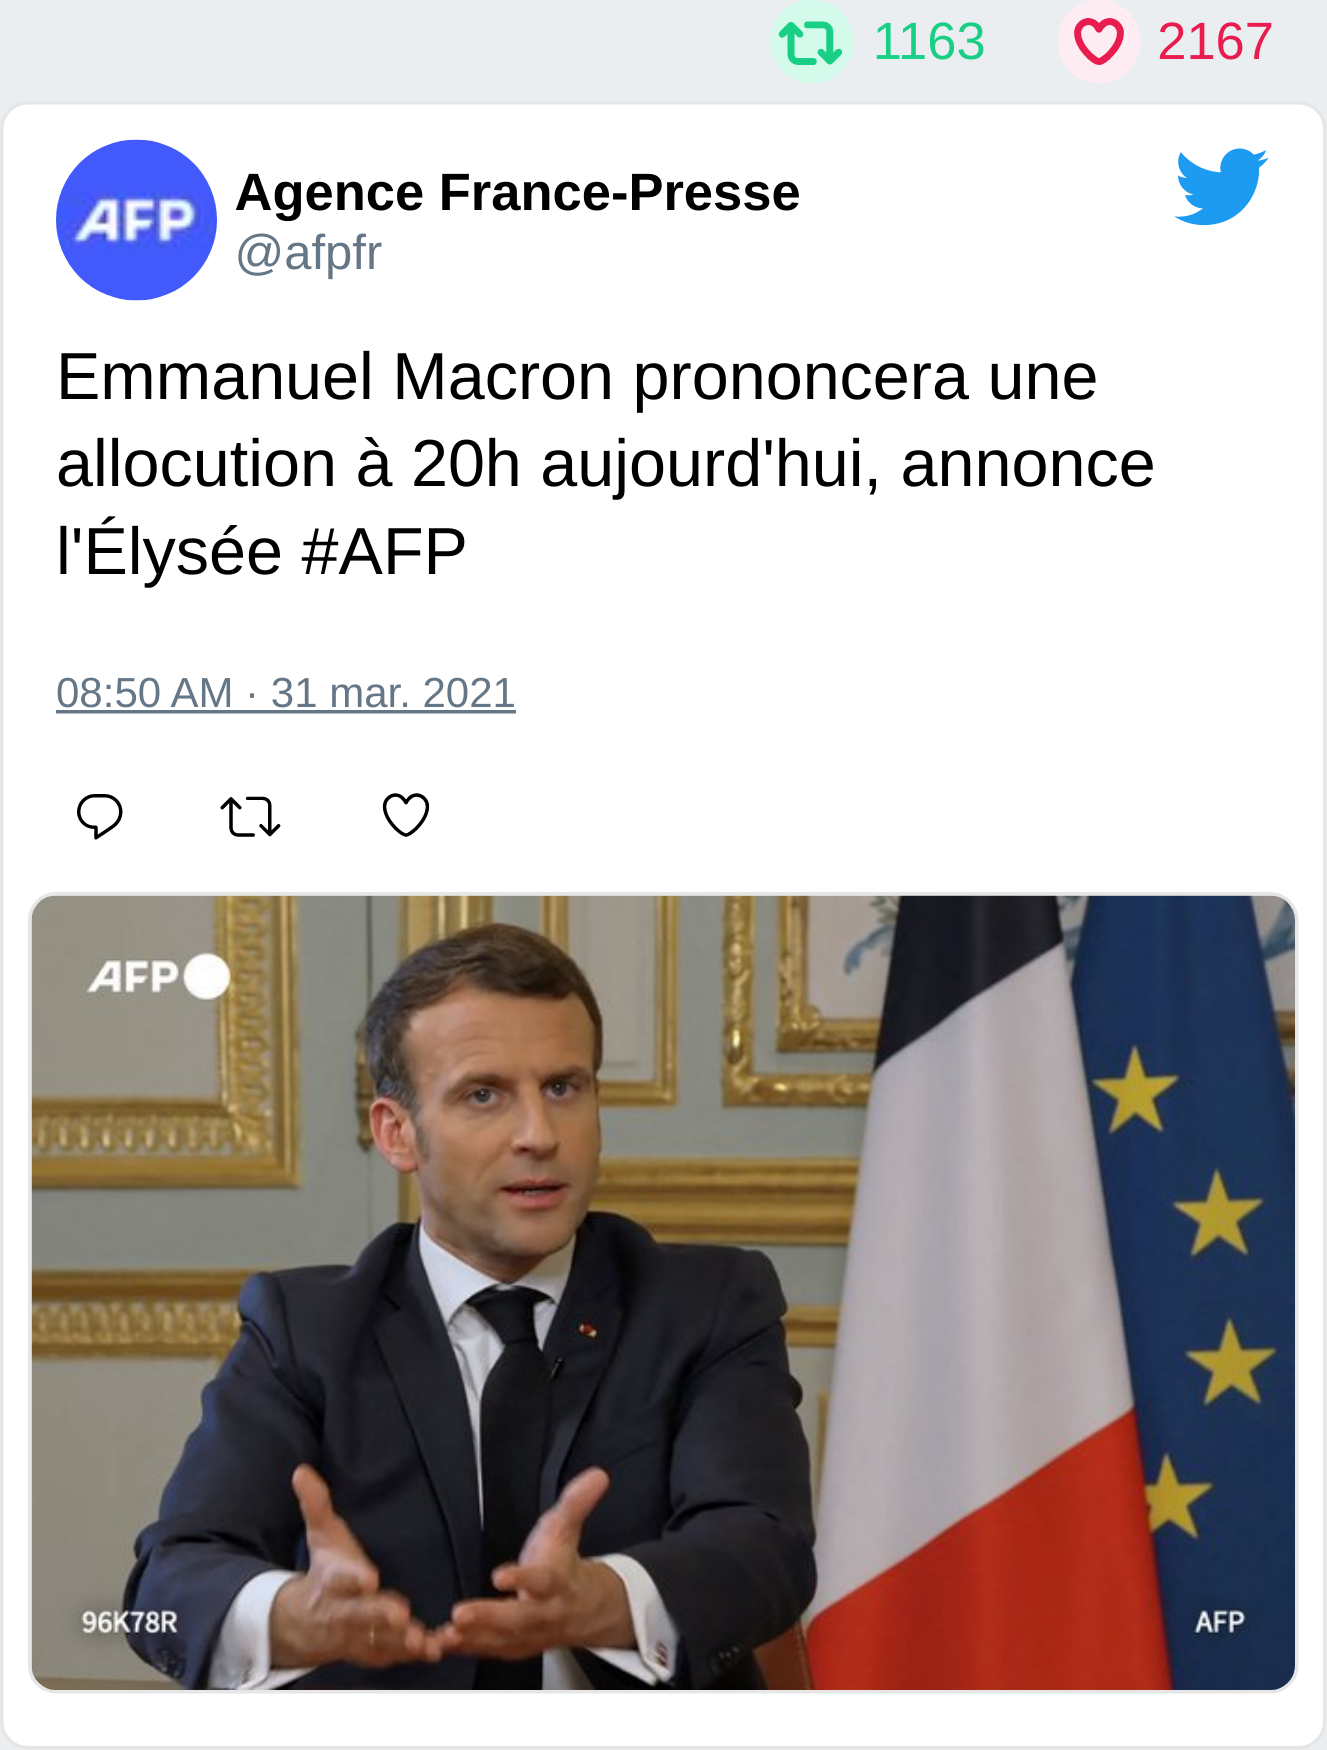 1163 2167
AFP
Agence France-Presse
@afpfr
Emmanuel Macron prononcera une
allocution à 20h aujourd'hui, annonce
l'Élysée #AFP
08:50 AM · 31 mar. 2021
AFP
96K78R
AFP